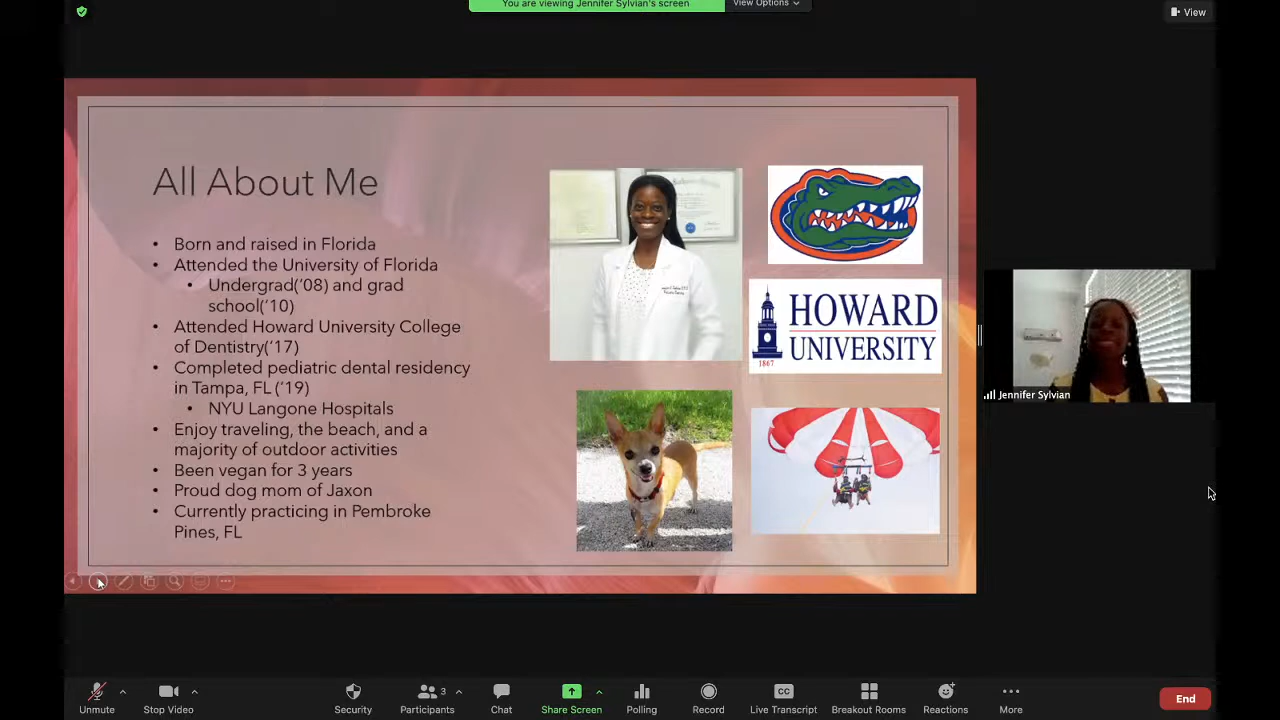 You are viewing Jennifer Sylvian's screen
View Options
View
All About Me
• Born and raised in Florida
• Attended the University of Florida
• Undergrad('08) and grad
school('10)
• Attended Howard University College
of Dentistry('17)
• Completed pediatric dental residency
in Tampa, FL ('19)
• NYU Langone Hospitals
• Enjoy traveling, the beach, and a
majority of outdoor activities
• Been vegan for 3 years
• Proud dog mom of Jaxon
• Currently practicing in Pembroke
Pines, FL
HOWARD
UNIVERSITY
1867
Jennifer Sylvian
Unmute
Stop Video
Security
3
Participants
Chat
Share Screen
Polling
Record
CC
Live Transcript
Breakout Rooms
Reactions
More
End